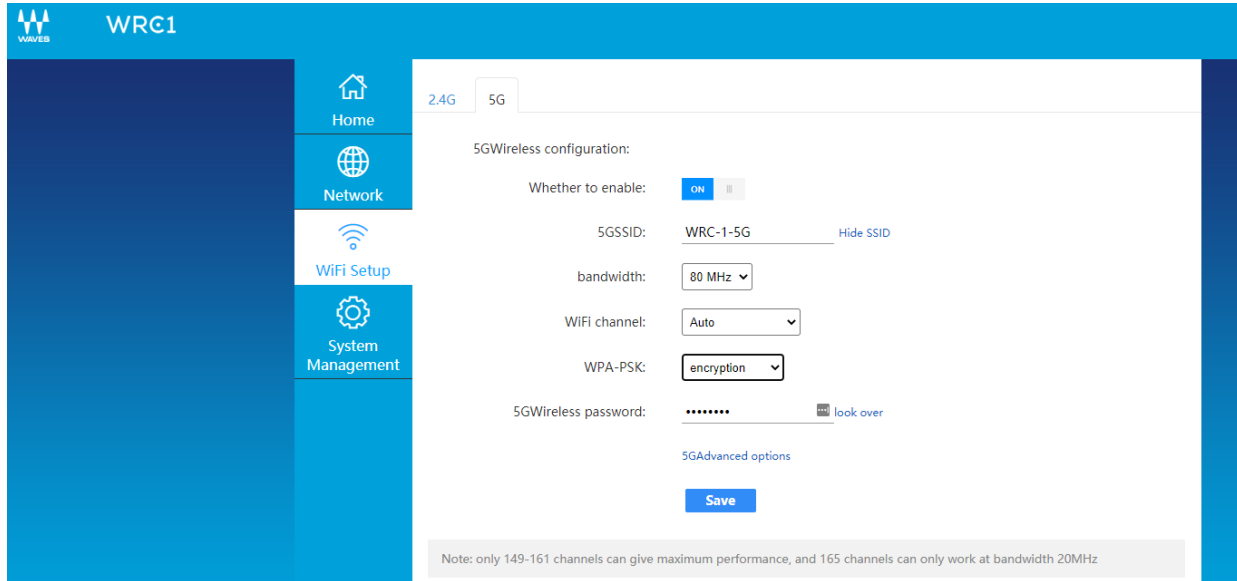 WAVES
WRC1
Home
Network
WiFi Setup
System
Management
2.4G 5G
5GWireless configuration:
Whether to enable: ON
5GSSID: WRC-1-5G Hide SSID
bandwidth: 80 MHz
WiFi channel: Auto
WPA-PSK: encryption
5GWireless password: •••••••• look over
5GAdvanced options
Save
Note: only 149-161 channels can give maximum performance, and 165 channels can only work at bandwidth 20MHz